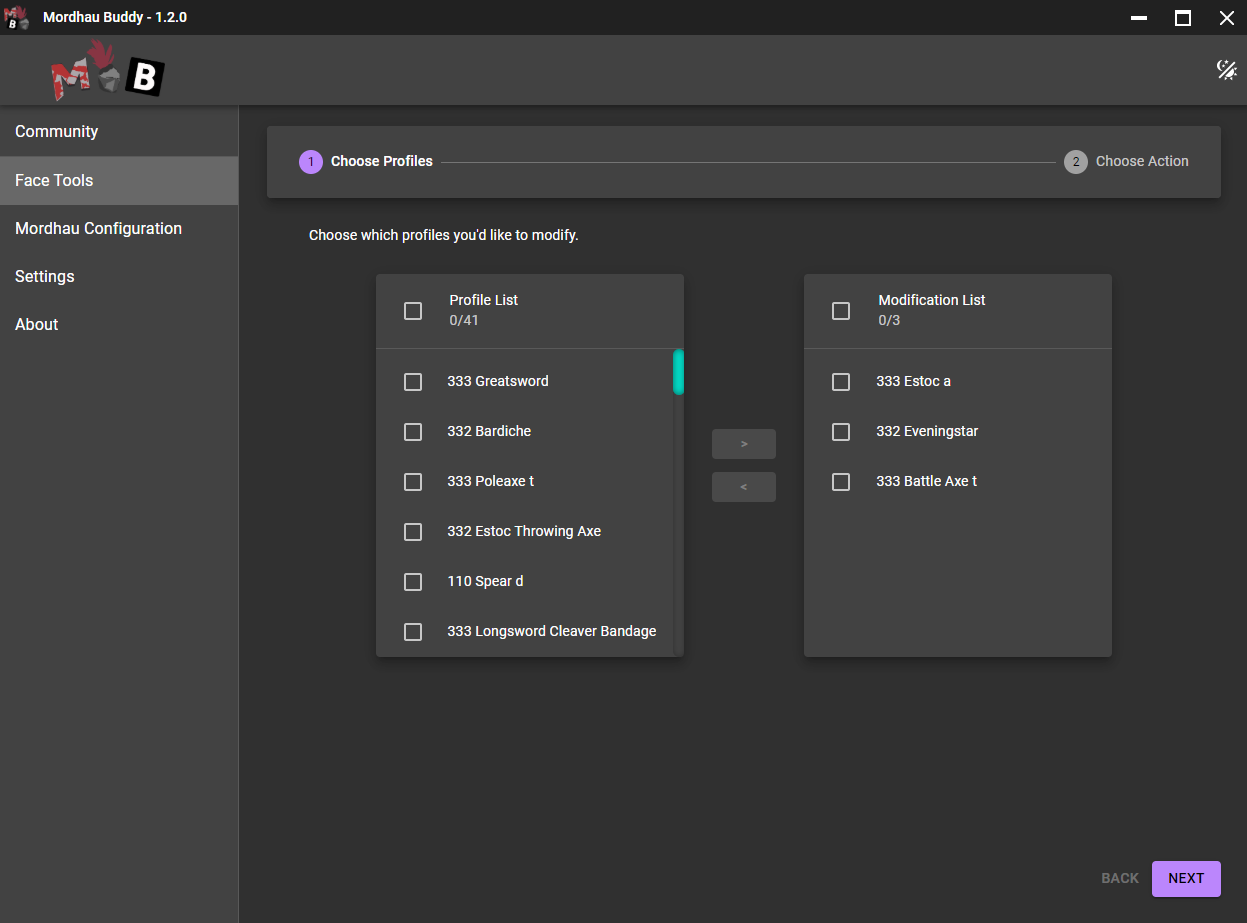 Mordhau Buddy - 1.2.0
M B
Community
Face Tools
Mordhau Configuration
Settings
About
1 Choose Profiles
2 Choose Action
Choose which profiles you'd like to modify.
Profile List
0/41
333 Greatsword
332 Bardiche
333 Poleaxe t
332 Estoc Throwing Axe
110 Spear d
333 Longsword Cleaver Bandage
>
<
Modification List
0/3
333 Estoc a
332 Eveningstar
333 Battle Axe t
BACK
NEXT